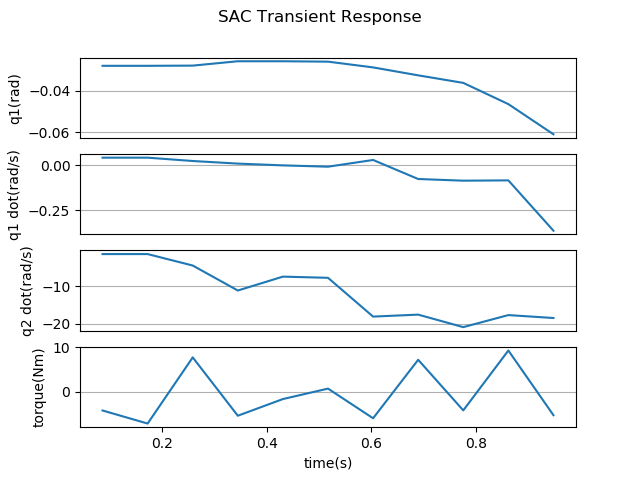 SAC Transient Response
q1(rad)
−0.04
−0.06
q1 dot(rad/s)
0.00
−0.25
q2 dot(rad/s)
−10
−20
torque(Nm)
10
0
0.2 0.4 0.6 0.8
time(s)